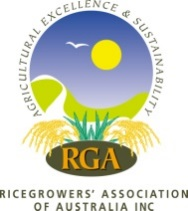 AGRICULTURAL EXCELLENCE & SUSTAINABILITY
RGA
RICEGROWERS' ASSOCIATION
OF AUSTRALIA INC